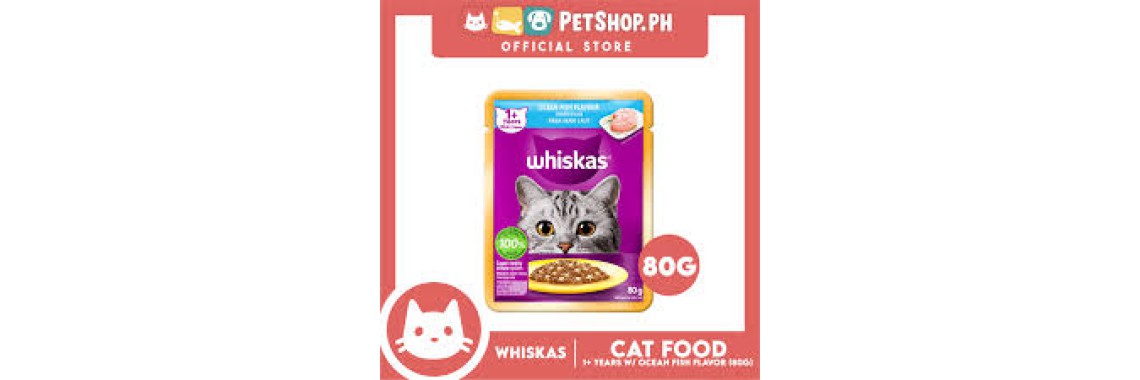 PETSHOP.PH
OFFICIAL STORE
1+
YEARS
OCEAN FISH FLAVOUR
whiskas
100%
80g
80G
WHISKAS
CAT FOOD
1+ YEARS W/ OCEAN FISH FLAVOR (80G)